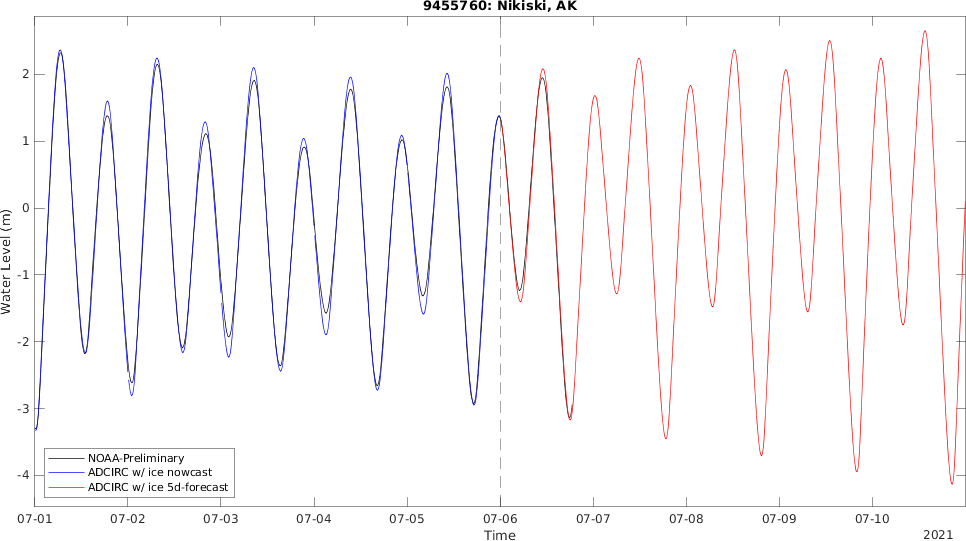 9455760: Nikiski, AK
Water Level (m)
2
1
0
-1
-2
-3
-4
NOAA-Preliminary
ADCIRC w/ ice nowcast
ADCIRC w/ ice 5d-forecast
07-01 07-02 07-03 07-04 07-05 07-06 07-07 07-08 07-09 07-10
Time
2021